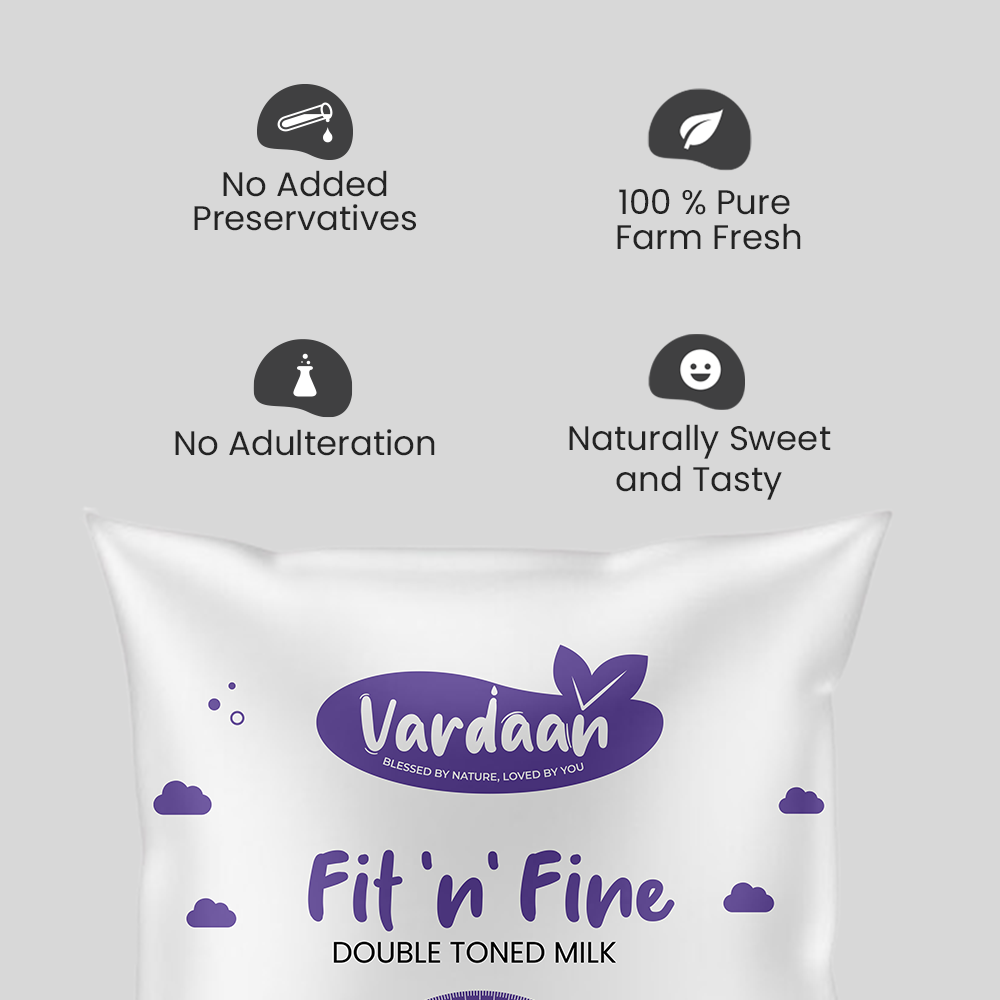 No Added
Preservatives
100 % Pure
Farm Fresh
No Adulteration
Naturally Sweet
and Tasty
Vardaan
BLESSED BY NATURE, LOVED BY YOU
Fit 'n' Fine
DOUBLE TONED MILK